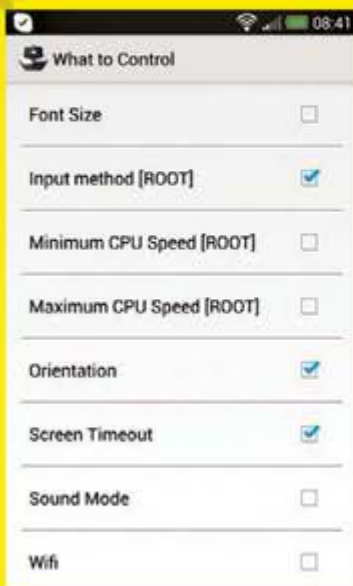 08:41
What to Control
Font Size
Input method [ROOT]
Minimum CPU Speed [ROOT]
Maximum CPU Speed [ROOT]
Orientation
Screen Timeout
Sound Mode
Wifi